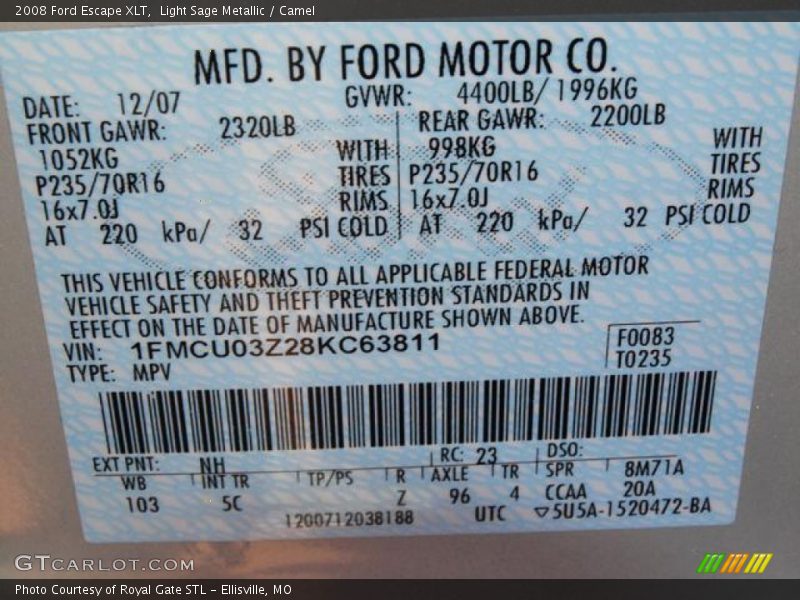 2008 Ford Escape XLT,  Light Sage Metallic / Camel
MFD. BY FORD MOTOR CO.
DATE: 12/07 GVWR: 4400LB/ 1996KG
FRONT GAWR: 2320LB REAR GAWR: 2200LB
1052KG WITH 998KG WITH
P235/70R16 TIRES P235/70R16 TIRES
16x7.0J RIMS 16x7.0J RIMS
AT 220 kPa/ 32 PSI COLD AT 220 kPa/ 32 PSI COLD
THIS VEHICLE CONFORMS TO ALL APPLICABLE FEDERAL MOTOR
VEHICLE SAFETY AND THEFT PREVENTION STANDARDS IN
EFFECT ON THE DATE OF MANUFACTURE SHOWN ABOVE.
VIN: 1FMCU03Z28KC63811 F0083
TYPE: MPV T0235
EXT PNT: NH RC: 23 DSO:
WB INT TR TP/PS R AXLE TR SPR 8M71A
103 5C Z 96 4 CCAA 20A
1200712038188 UTC ▽5U5A-1520472-BA
GTCARLOT.COM
Photo Courtesy of Royal Gate STL - Ellisville, MO